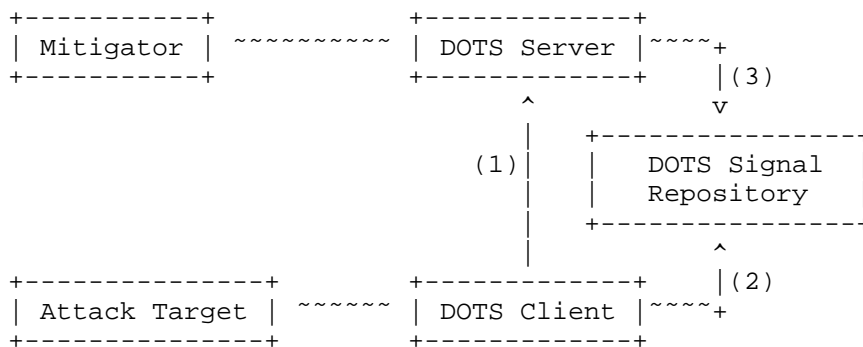 Mitigator DOTS Server
(3)
(1) DOTS Signal
Repository
(2)
Attack Target DOTS Client